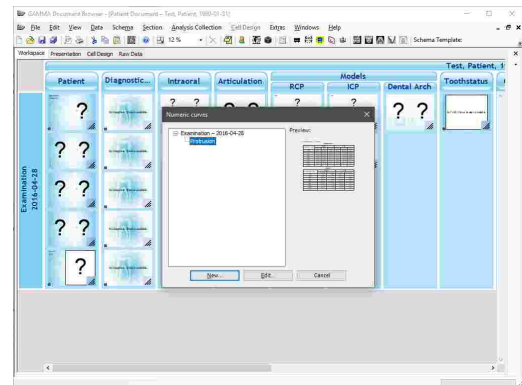 GAMMA Document Browser - [Patient Document - Test, Patient, 1980-01-01]
File Edit View Data Scheme Section Analysis Collection Cell Design Extras Windows Help
12 % Schema Template:
Workspace Presentation Cell Design Raw Data
Test, Patient, 1
Patient Diagnostic... Intraoral Articulation Models Toothstatus
RCP ICP Dental Arch
? ? ? ? ? ? ?
Numeric curves
Examination - 2016-04-28
Protrusion
Preview:
? ?
Examination
2016-04-28
? ?
? ?
?
New... Edit... Cancel